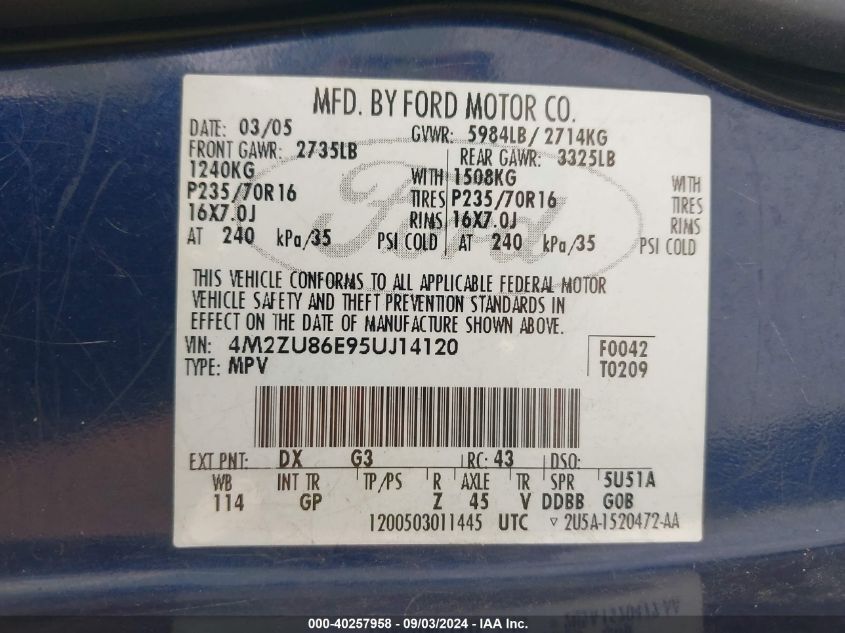 MFD. BY FORD MOTOR CO.
DATE: 03/05 GVWR: 5984LB/ 2714KG
FRONT GAWR: 2735LB REAR GAWR: 3325LB
1240KG WITH 1508KG WITH
P235/70R16 TIRES P235/70R16 TIRES
16X7.0J RIMS 16X7.0J RIMS
AT 240 kPa/35 PSI COLD AT 240 kPa/35 PSI COLD
Ford
THIS VEHICLE CONFORMS TO ALL APPLICABLE FEDERAL MOTOR
VEHICLE SAFETY AND THEFT PREVENTION STANDARDS IN
EFFECT ON THE DATE OF MANUFACTURE SHOWN ABOVE.
VIN: 4M2ZU86E95UJ14120 F0042
TYPE: MPV T0209
EXT PNT: DX G3 RC: 43 DSO:
WB INT TR TP/PS R AXLE TR SPR 5U51A
114 GP Z 45 V DDBB GOB
1200503011445 UTC ▽ 2U5A-1520472-AA
000-40257958 - 09/03/2024 - IAA Inc.